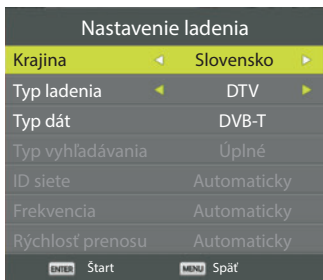 Nastavenie ladenia
Krajina Slovensko
Typ ladenia DTV
Typ dát DVB-T
Typ vyhľadávania Úplné
ID siete Automaticky
Frekvencia Automaticky
Rýchlosť prenosu Automaticky
ENTER Štart MENU Späť